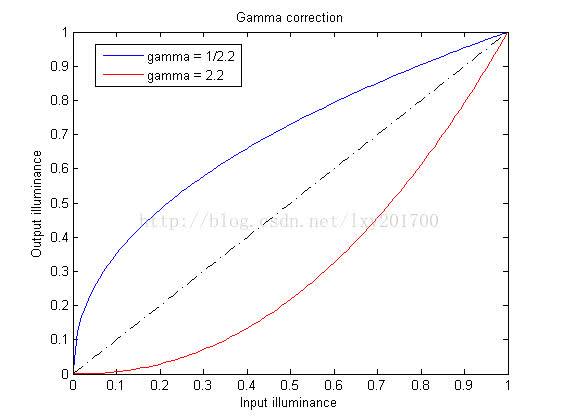 Gamma correction
1
0.9
0.8
0.7
0.6
0.5
0.4
0.3
0.2
0.1
0
gamma = 1/2.2
gamma = 2.2
Output illuminance
http://blog.csdn.net/lxy201700
0 0.1 0.2 0.3 0.4 0.5 0.6 0.7 0.8 0.9 1
Input illuminance